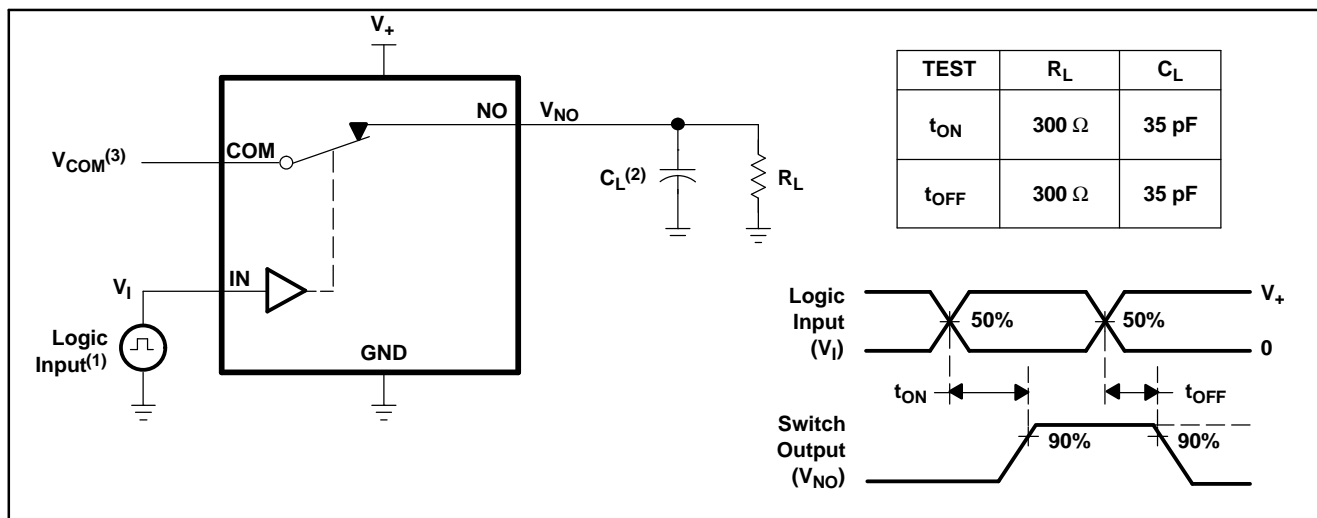 V+
NO
VNO
VCOM(3)
COM
CL(2)
RL
VI
IN
Logic
Input(1)
GND
TEST RL CL
tON 300 Ω 35 pF
tOFF 300 Ω 35 pF
Logic
Input
(VI)
50%
50%
V+
0
tON
tOFF
Switch
Output
(VNO)
90%
90%